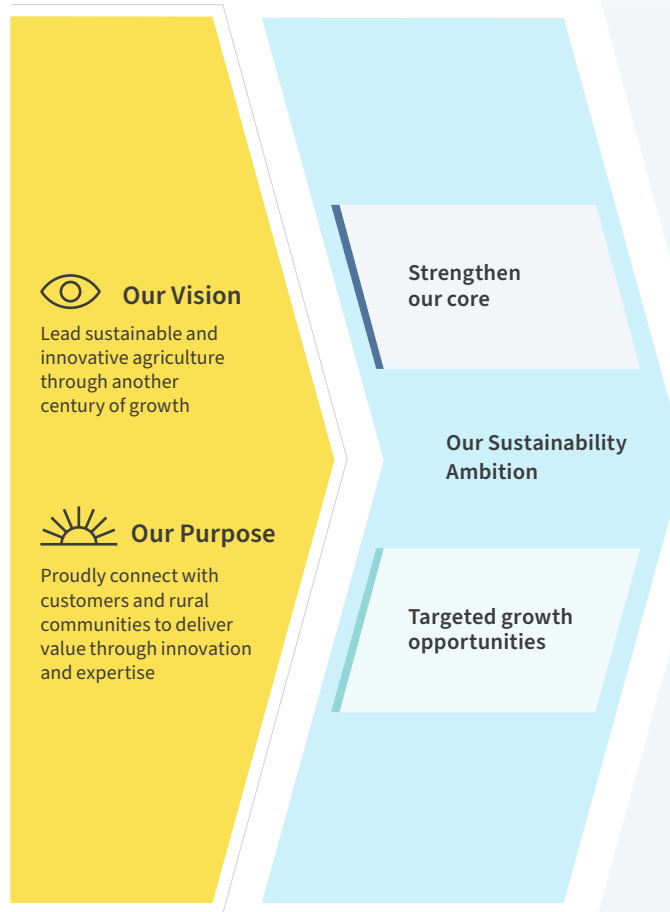 Our Vision
Lead sustainable and
innovative agriculture
through another
century of growth
Our Purpose
Proudly connect with
customers and rural
communities to deliver
value through innovation
and expertise
Strengthen
our core
Our Sustainability
Ambition
Targeted growth
opportunities